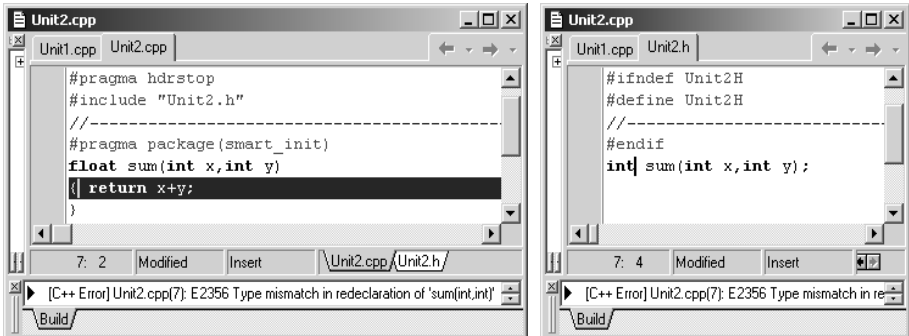 Unit2.cpp
Unit1.cpp Unit2.cpp
#pragma hdrstop
#include "Unit2.h"
//------------------------------------------
#pragma package(smart_init)
float sum(int x,int y)
{ return x+y;
}
7: 2 Modified Insert \Unit2.cpp/Unit2.h/
[C++ Error] Unit2.cpp(7): E2356 Type mismatch in redeclaration of 'sum(int,int)'
\Build/
Unit2.cpp
Unit1.cpp Unit2.h
#ifndef Unit2H
#define Unit2H
//--------------------------
#endif
int sum(int x,int y);
7: 4 Modified Insert
[C++ Error] Unit2.cpp(7): E2356 Type mismatch in re
\Build/